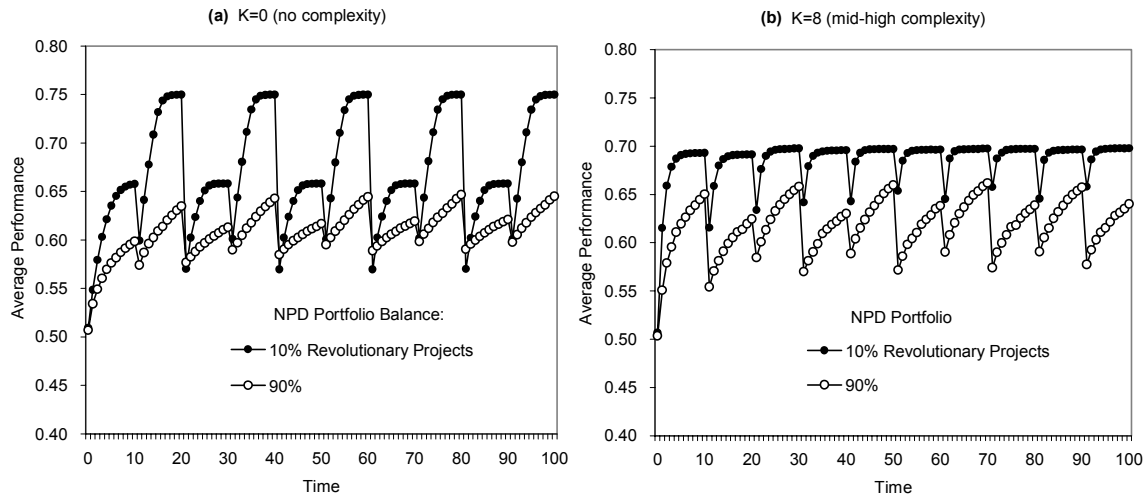 (a) K=0 (no complexity)
0.80
0.75
0.70
0.65
0.60
0.55
0.50
0.45
0.40
Average Performance
NPD Portfolio Balance:
10% Revolutionary Projects
90%
0 10 20 30 40 50 60 70 80 90 100
Time
(b) K=8 (mid-high complexity)
0.80
0.75
0.70
0.65
0.60
0.55
0.50
0.45
0.40
Average Performance
NPD Portfolio
10% Revolutionary Projects
90%
0 10 20 30 40 50 60 70 80 90 100
Time